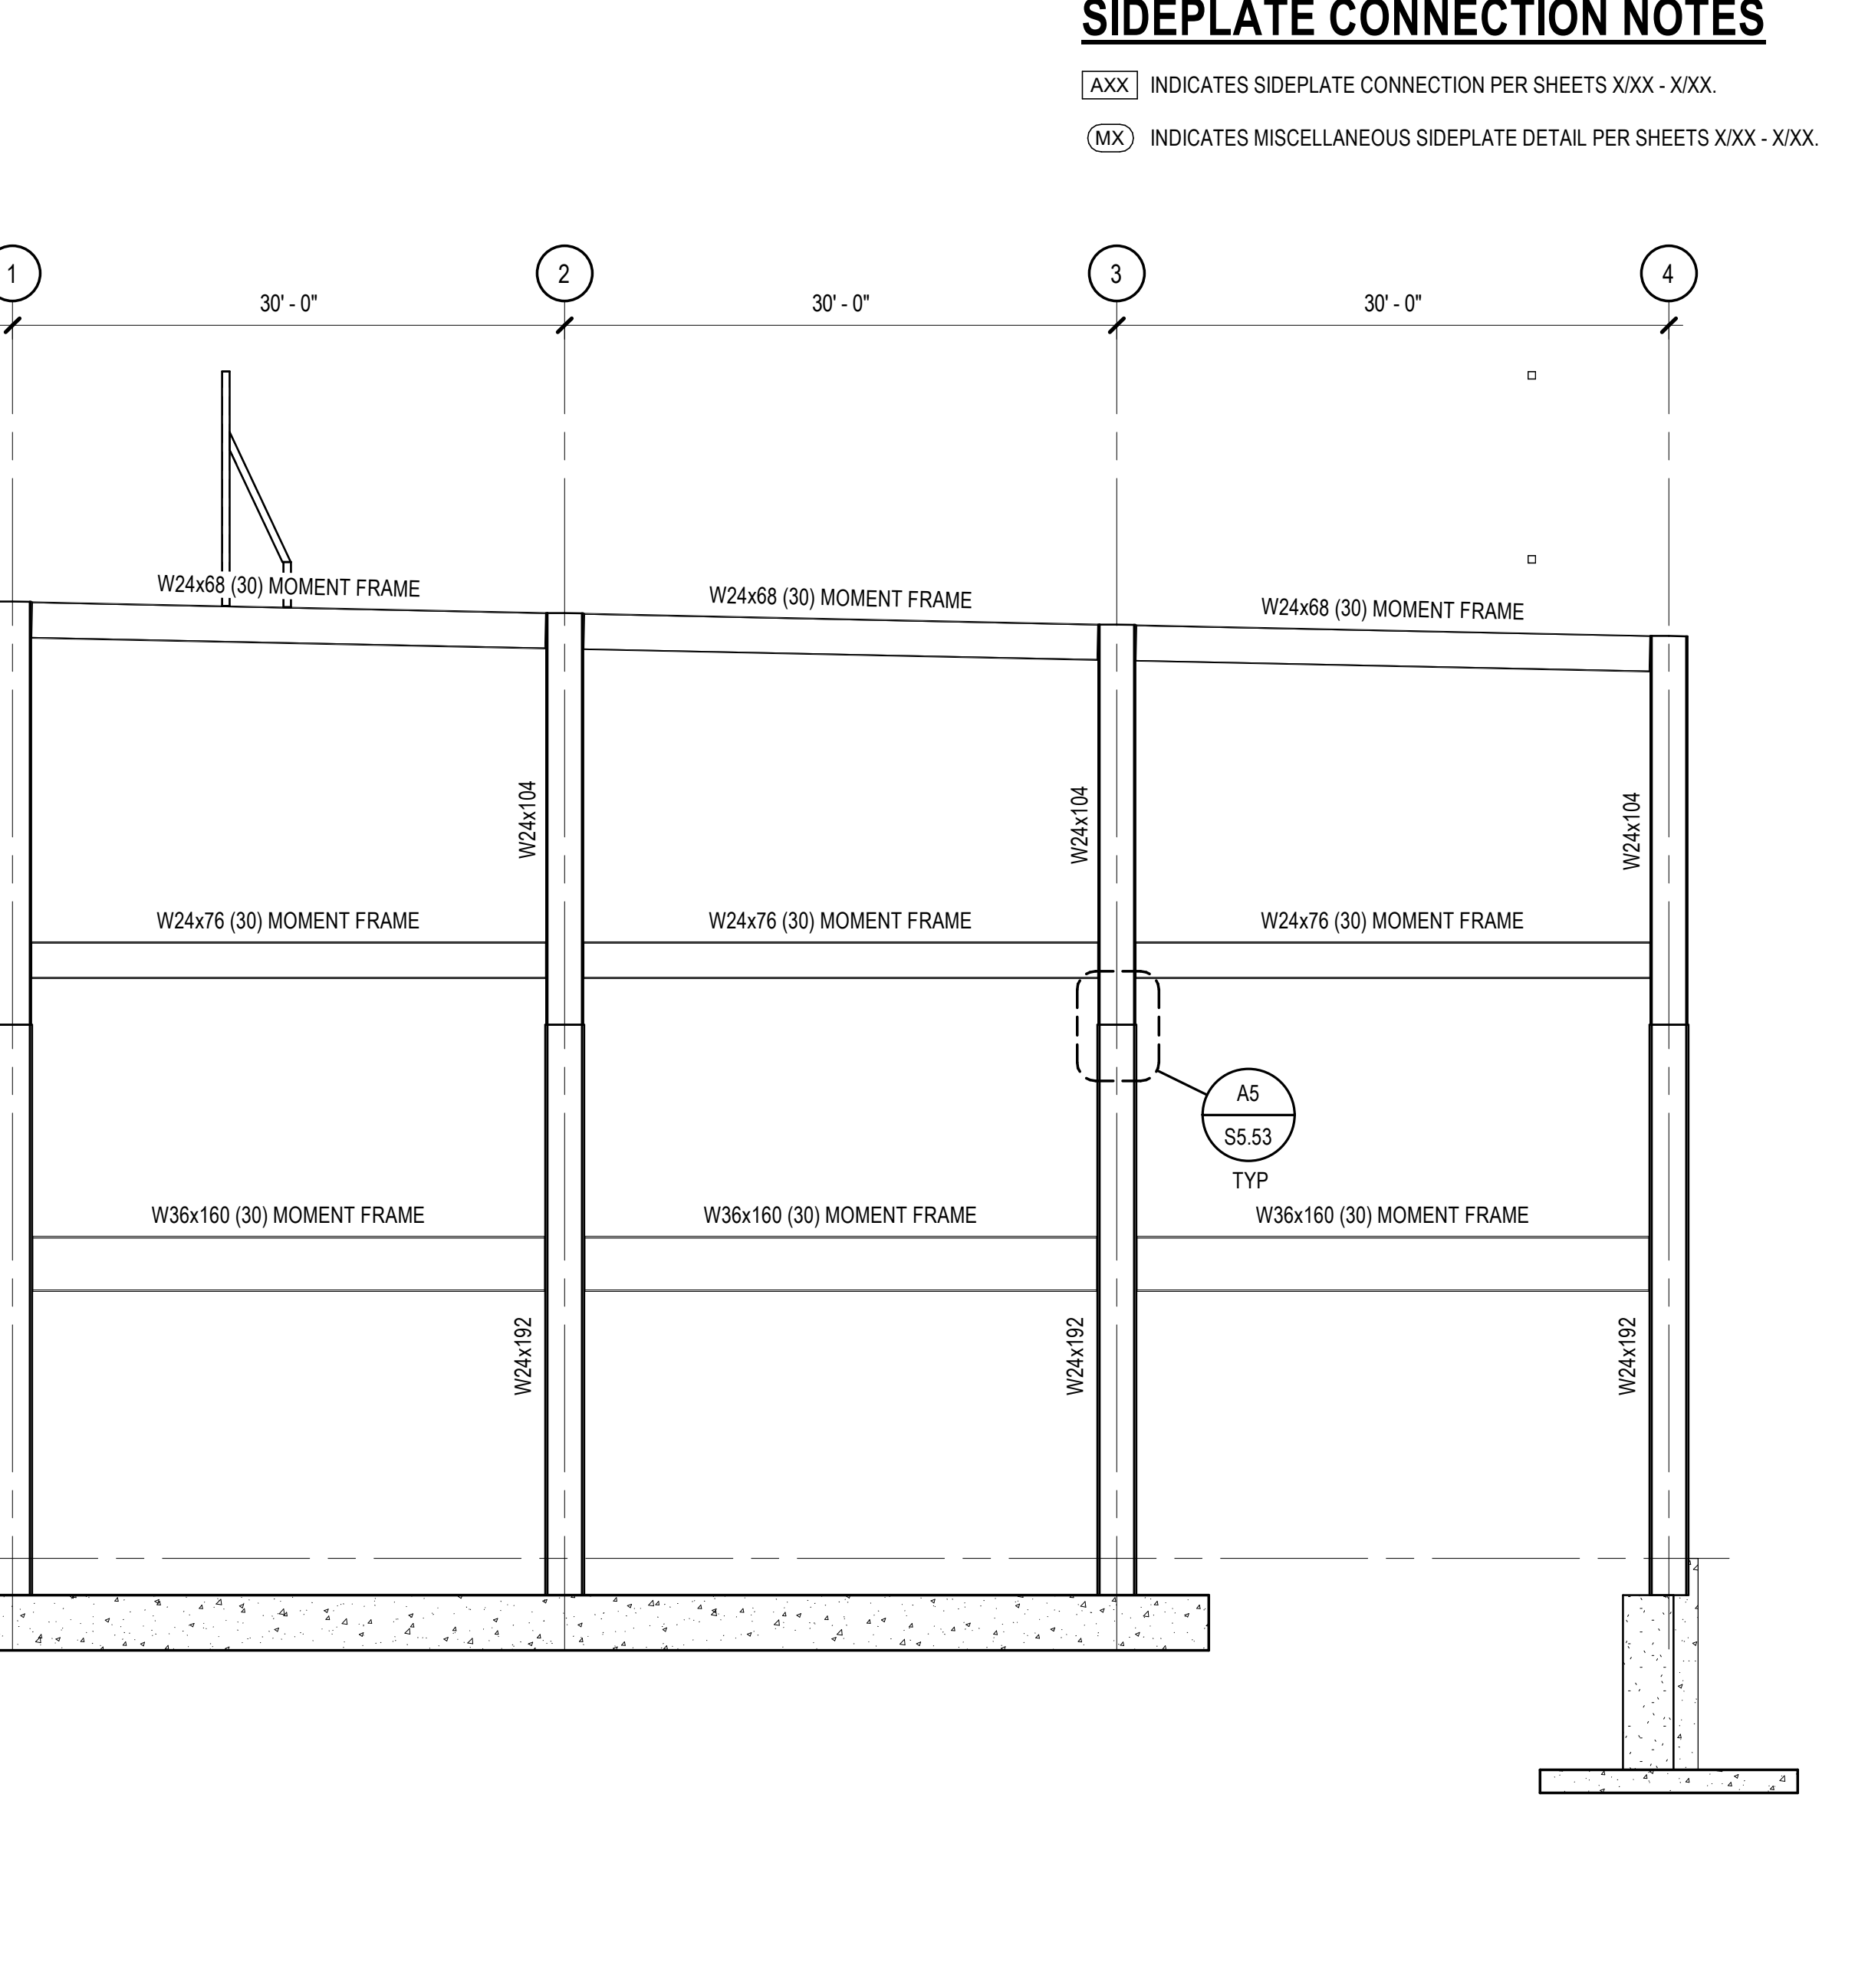 SIDEPLATE CONNECTION NOTES
AXX INDICATES SIDEPLATE CONNECTION PER SHEETS X/XX - X/XX.
MX INDICATES MISCELLANEOUS SIDEPLATE DETAIL PER SHEETS X/XX - X/XX.
1 2 3 4
30' - 0" 30' - 0" 30' - 0"
W24x68 (30) MOMENT FRAME W24x68 (30) MOMENT FRAME W24x68 (30) MOMENT FRAME
W24x104 W24x104 W24x104
W24x76 (30) MOMENT FRAME W24x76 (30) MOMENT FRAME W24x76 (30) MOMENT FRAME
A5
S5.53
TYP
W36x160 (30) MOMENT FRAME W36x160 (30) MOMENT FRAME W36x160 (30) MOMENT FRAME
W24x192 W24x192 W24x192